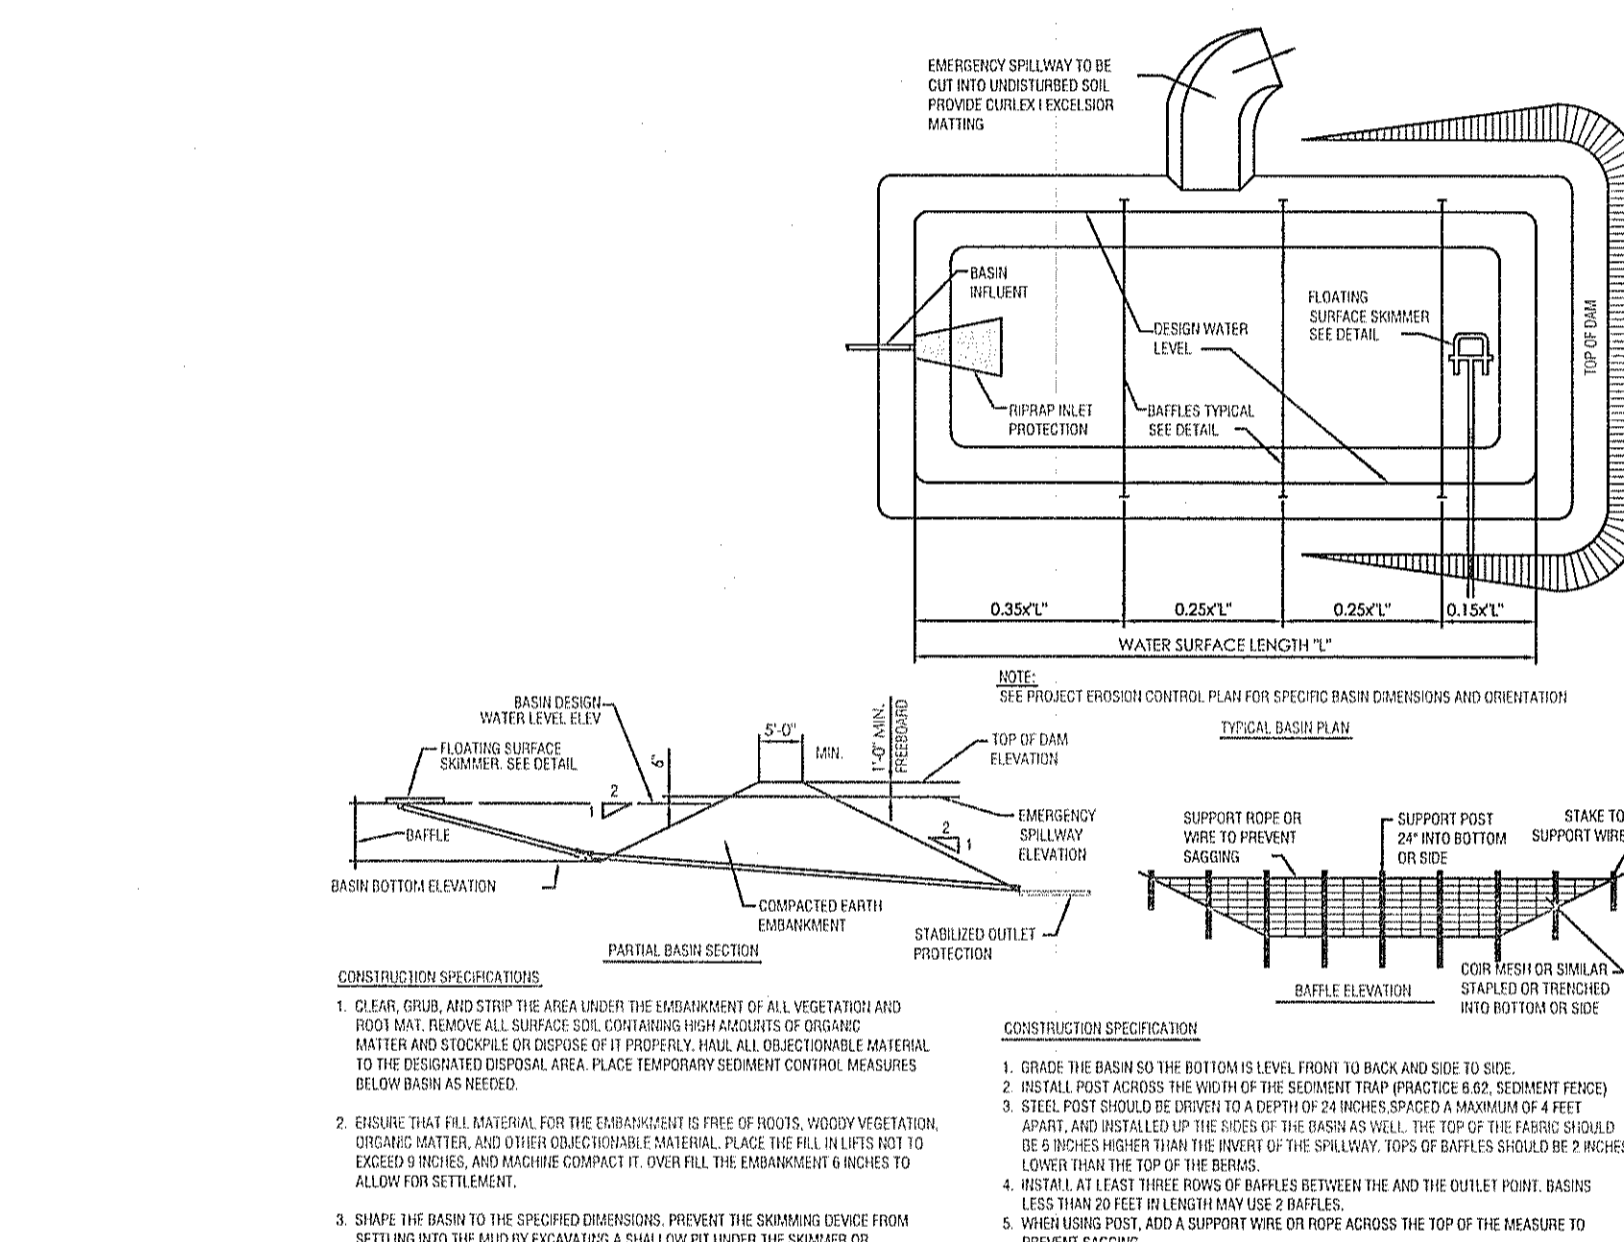 EMERGENCY SPILLWAY TO BE
CUT INTO UNDISTURBED SOIL
PROVIDE CURLEX I EXCELSIOR
MATTING
BASIN
INFLUENT
FLOATING
SURFACE SKIMMER
SEE DETAIL
DESIGN WATER
LEVEL
TOP OF DAM
RIPRAP INLET
PROTECTION
BAFFLES TYPICAL
SEE DETAIL
0.35x"L"
0.25x"L"
0.25x"L"
0.15x"L"
WATER SURFACE LENGTH "L"
NOTE:
SEE PROJECT EROSION CONTROL PLAN FOR SPECIFIC BASIN DIMENSIONS AND ORIENTATION
TYPICAL BASIN PLAN
BASIN DESIGN
WATER LEVEL ELEV
FLOATING SURFACE
SKIMMER. SEE DETAIL
6"
5'-0"
MIN.
1'-0" MIN.
FREEBOARD
TOP OF DAM
ELEVATION
2
1
BAFFLE
BASIN BOTTOM ELEVATION
2
1
EMERGENCY
SPILLWAY
ELEVATION
COMPACTED EARTH
EMBANKMENT
STABILIZED OUTLET
PROTECTION
PARTIAL BASIN SECTION
SUPPORT ROPE OR
WIRE TO PREVENT
SAGGING
SUPPORT POST
24" INTO BOTTOM
OR SIDE
STAKE TO
SUPPORT WIRE
COIR MESH OR SIMILAR
STAPLED OR TRENCHED
INTO BOTTOM OR SIDE
BAFFLE ELEVATION
CONSTRUCTION SPECIFICATIONS
1. CLEAR, GRUB, AND STRIP THE AREA UNDER THE EMBANKMENT OF ALL VEGETATION AND
ROOT MAT. REMOVE ALL SURFACE SOIL CONTAINING HIGH AMOUNTS OF ORGANIC
MATTER AND STOCKPILE OR DISPOSE OF IT PROPERLY. HAUL ALL OBJECTIONABLE MATERIAL
TO THE DESIGNATED DISPOSAL AREA. PLACE TEMPORARY SEDIMENT CONTROL MEASURES
BELOW BASIN AS NEEDED.
2. ENSURE THAT FILL MATERIAL FOR THE EMBANKMENT IS FREE OF ROOTS, WOODY VEGETATION,
ORGANIC MATTER, AND OTHER OBJECTIONABLE MATERIAL. PLACE THE FILL IN LIFTS NOT TO
EXCEED 9 INCHES, AND MACHINE COMPACT IT. OVER FILL THE EMBANKMENT 6 INCHES TO
ALLOW FOR SETTLEMENT.
3. SHAPE THE BASIN TO THE SPECIFIED DIMENSIONS. PREVENT THE SKIMMING DEVICE FROM
SETTLING INTO THE MUD BY EXCAVATING A SHALLOW PIT UNDER THE SKIMMER OR
CONSTRUCTION SPECIFICATION
1. GRADE THE BASIN SO THE BOTTOM IS LEVEL FRONT TO BACK AND SIDE TO SIDE.
2. INSTALL POST ACROSS THE WIDTH OF THE SEDIMENT TRAP (PRACTICE 6.62, SEDIMENT FENCE)
3. STEEL POST SHOULD BE DRIVEN TO A DEPTH OF 24 INCHES,SPACED A MAXIMUM OF 4 FEET
APART, AND INSTALLED UP THE SIDES OF THE BASIN AS WELL. THE TOP OF THE FABRIC SHOULD
BE 6 INCHES HIGHER THAN THE INVERT OF THE SPILLWAY. TOPS OF BAFFLES SHOULD BE 2 INCHES
LOWER THAN THE TOP OF THE BERMS.
4. INSTALL AT LEAST THREE ROWS OF BAFFLES BETWEEN THE AND THE OUTLET POINT. BASINS
LESS THAN 20 FEET IN LENGTH MAY USE 2 BAFFLES.
5. WHEN USING POST, ADD A SUPPORT WIRE OR ROPE ACROSS THE TOP OF THE MEASURE TO
PREVENT SAGGING